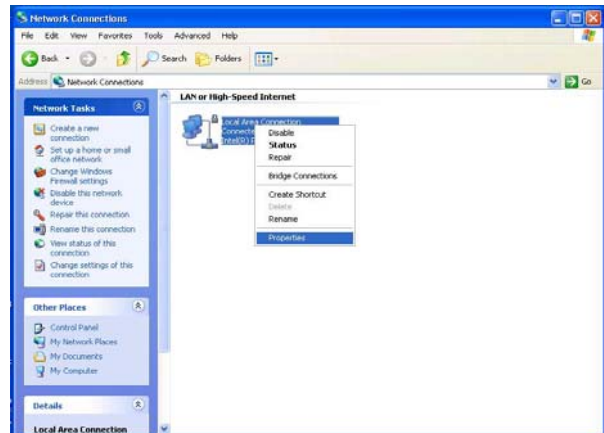 Network Connections
File Edit View Favorites Tools Advanced Help
Back Search Folders
Address Network Connections Go
LAN or High-Speed Internet
Network Tasks
Create a new
connection
Set up a home or small
office network
Change Windows
Firewall settings
Disable this network
device
Repair this connection
Rename this connection
View status of this
connection
Change settings of this
connection
Other Places
Control Panel
My Network Places
My Documents
My Computer
Details
Local Area Connection
Local Area Connection
Connecte
Intel(R)
Disable
Status
Repair
Bridge Connections
Create Shortcut
Delete
Rename
Properties